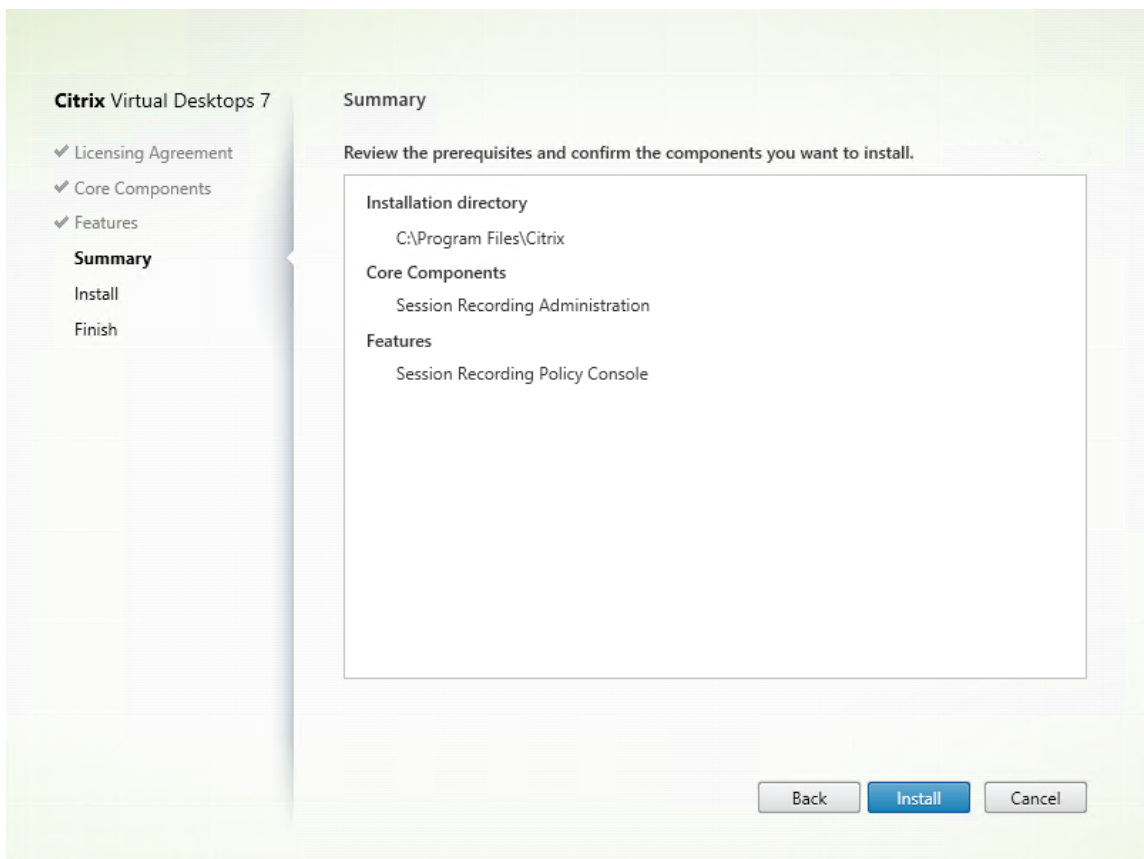 Citrix Virtual Desktops 7
Licensing Agreement
Core Components
Features
Summary
Install
Finish
Summary
Review the prerequisites and confirm the components you want to install.
Installation directory
C:\Program Files\Citrix
Core Components
Session Recording Administration
Features
Session Recording Policy Console
Back
Install
Cancel